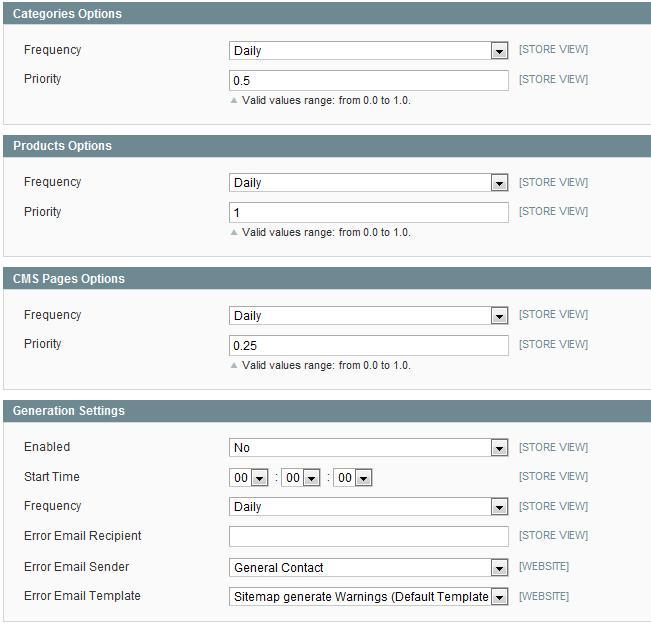 Categories Options
Frequency Daily [STORE VIEW]
Priority 0.5 [STORE VIEW]
Valid values range: from 0.0 to 1.0.
Products Options
Frequency Daily [STORE VIEW]
Priority 1 [STORE VIEW]
Valid values range: from 0.0 to 1.0.
CMS Pages Options
Frequency Daily [STORE VIEW]
Priority 0.25 [STORE VIEW]
Valid values range: from 0.0 to 1.0.
Generation Settings
Enabled No [STORE VIEW]
Start Time 00 : 00 : 00 [STORE VIEW]
Frequency Daily [STORE VIEW]
Error Email Recipient [STORE VIEW]
Error Email Sender General Contact [WEBSITE]
Error Email Template Sitemap generate Warnings (Default Template [WEBSITE]